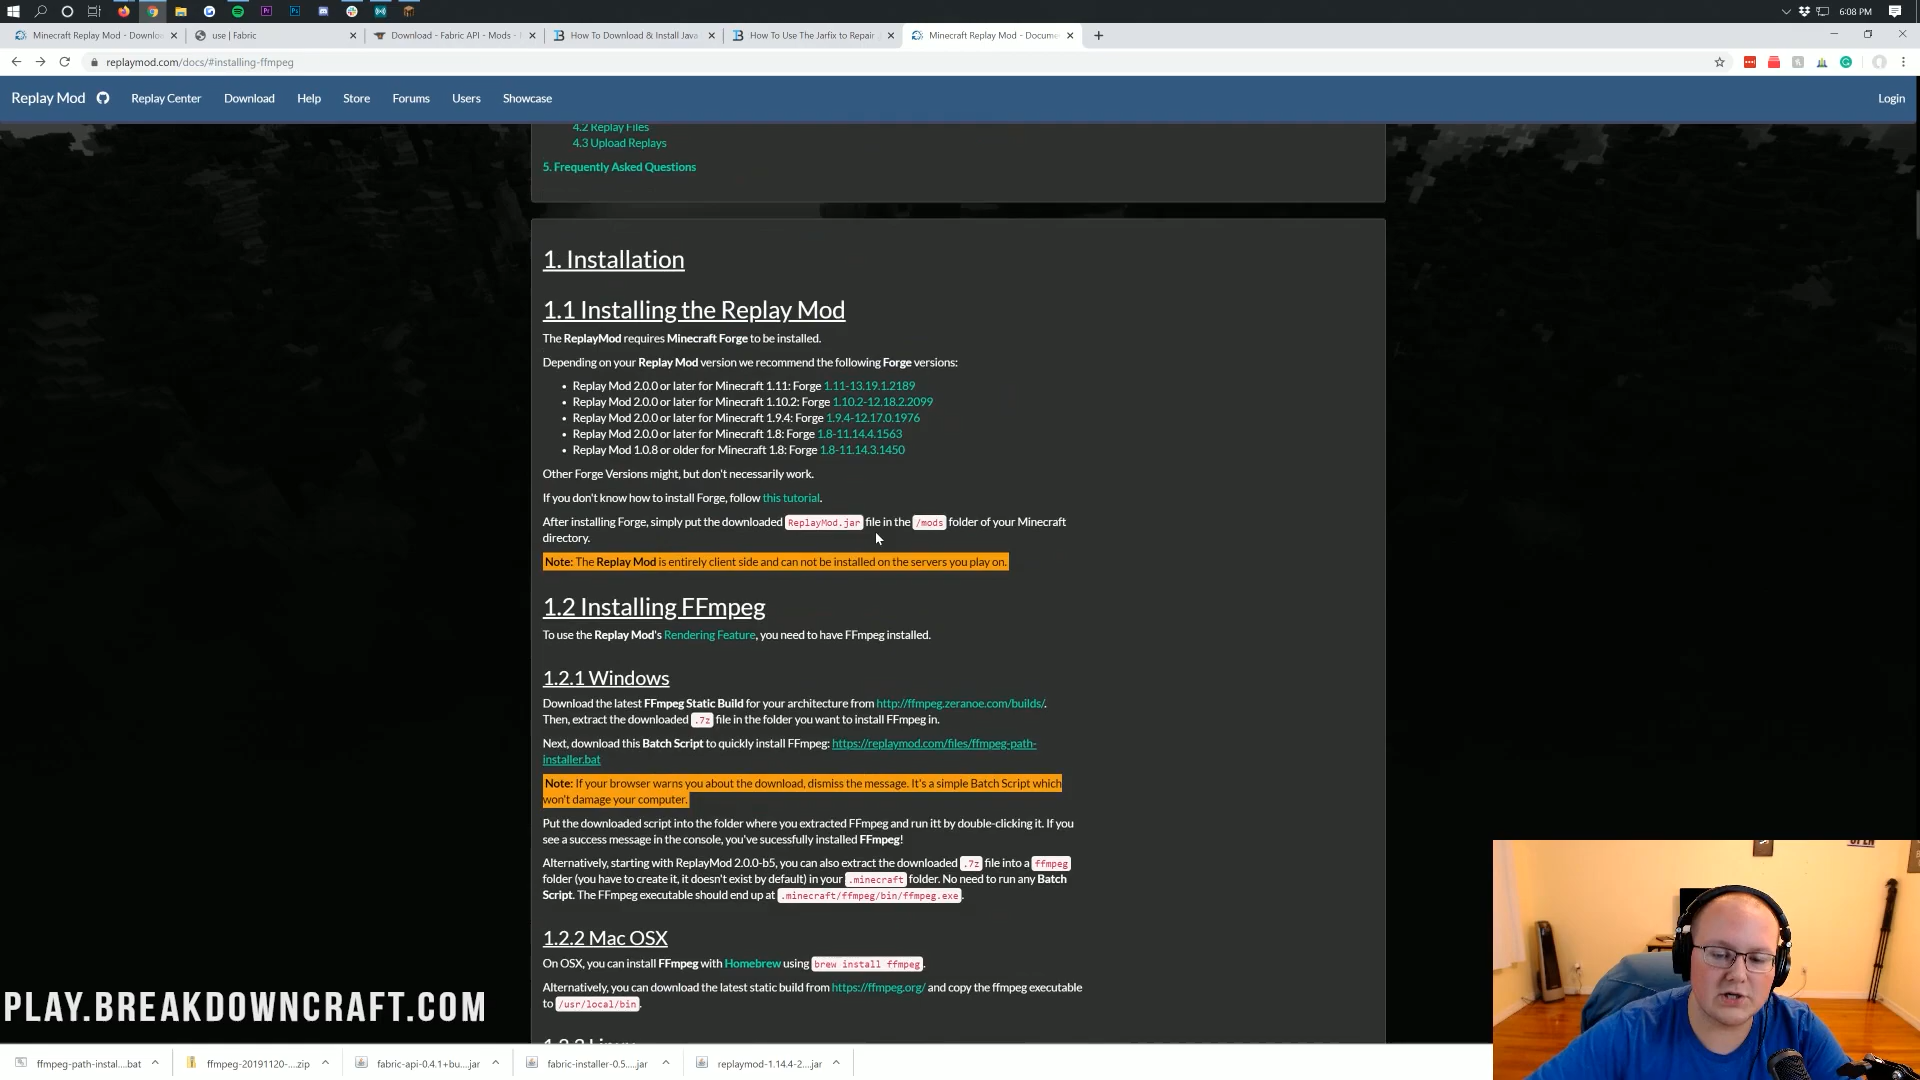 6:08 PM
Minecraft Replay Mod - Downlo
use | Fabric
Download - Fabric API - Mods -
How To Download & Install Java
How To Use The Jarfix to Repair
Minecraft Replay Mod - Docume
replaymod.com/docs/#installing-ffmpeg
Replay Mod
Replay Center
Download
Help
Store
Forums
Users
Showcase
Login
4.2 Replay Files
4.3 Upload Replays
5. Frequently Asked Questions
1. Installation
1.1 Installing the Replay Mod
The ReplayMod requires Minecraft Forge to be installed.
Depending on your Replay Mod version we recommend the following Forge versions:
• Replay Mod 2.0.0 or later for Minecraft 1.11: Forge 1.11-13.19.1.2189
• Replay Mod 2.0.0 or later for Minecraft 1.10.2: Forge 1.10.2-12.18.2.2099
• Replay Mod 2.0.0 or later for Minecraft 1.9.4: Forge 1.9.4-12.17.0.1976
• Replay Mod 2.0.0 or later for Minecraft 1.8: Forge 1.8-11.14.4.1563
• Replay Mod 1.0.8 or older for Minecraft 1.8: Forge 1.8-11.14.3.1450
Other Forge Versions might, but don't necessarily work.
If you don't know how to install Forge, follow this tutorial.
After installing Forge, simply put the downloaded ReplayMod.jar file in the /mods folder of your Minecraft
directory.
Note: The Replay Mod is entirely client side and can not be installed on the servers you play on.
1.2 Installing FFmpeg
To use the Replay Mod's Rendering Feature, you need to have FFmpeg installed.
1.2.1 Windows
Download the latest FFmpeg Static Build for your architecture from http://ffmpeg.zeranoe.com/builds/.
Then, extract the downloaded .7z file in the folder you want to install FFmpeg in.
Next, download this Batch Script to quickly install FFmpeg: https://replaymod.com/files/ffmpeg-path-
installer.bat
Note: If your browser warns you about the download, dismiss the message. It's a simple Batch Script which
won't damage your computer.
Put the downloaded script into the folder where you extracted FFmpeg and run itt by double-clicking it. If you
see a success message in the console, you've sucessfully installed FFmpeg!
Alternatively, starting with ReplayMod 2.0.0-b5, you can also extract the downloaded .7z file into a ffmpeg
folder (you have to create it, it doesn't exist by default) in your .minecraft folder. No need to run any Batch
Script. The FFmpeg executable should end up at .minecraft/ffmpeg/bin/ffmpeg.exe.
1.2.2 Mac OSX
On OSX, you can install FFmpeg with Homebrew using brew install ffmpeg.
Alternatively, you can download the latest static build from https://ffmpeg.org/ and copy the ffmpeg executable
to /usr/local/bin.
1.2.3 Linux
PLAY.BREAKDOWNCRAFT.COM
ffmpeg-path-install....bat
ffmpeg-20191120-....zip
fabric-api-0.4.1+bu....jar
fabric-installer-0.5....jar
replaymod-1.14.4-2....jar
OPEN